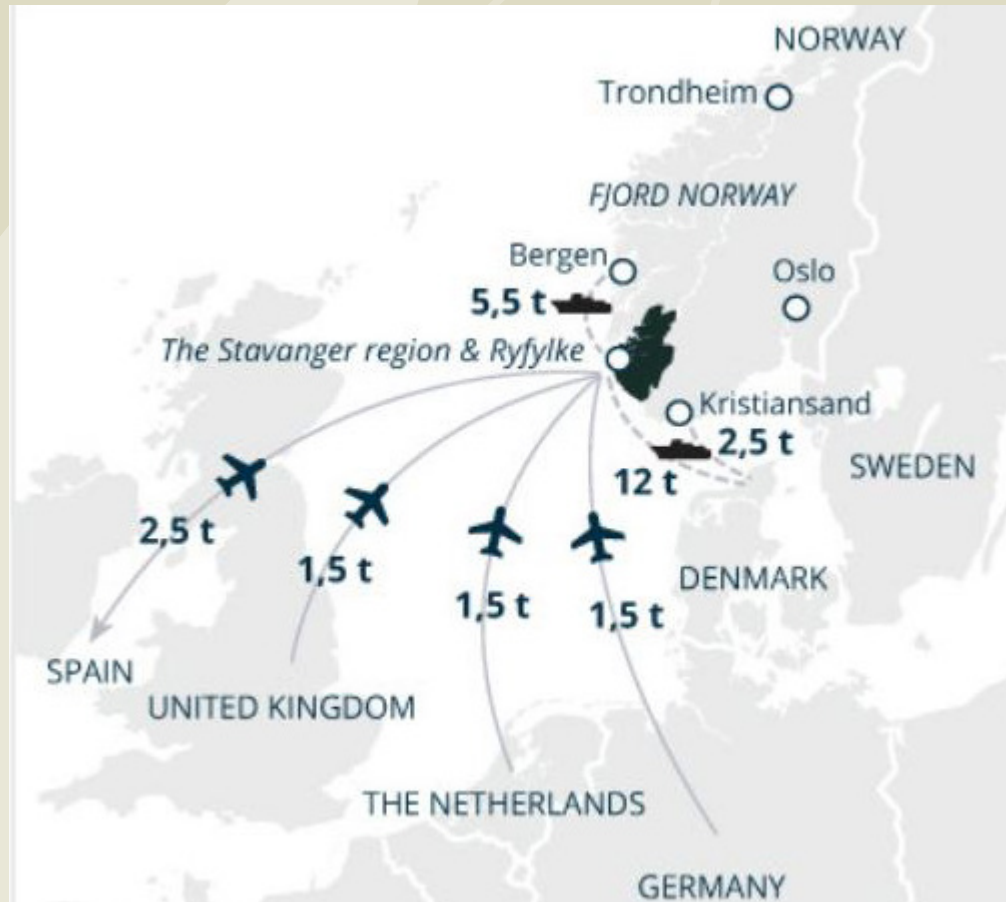 NORWAY
Trondheim
FJORD NORWAY
Bergen
Oslo
5,5 t
The Stavanger region & Ryfylke
Kristiansand
2,5 t
12 t
SWEDEN
2,5 t
1,5 t
1,5 t
1,5 t
DENMARK
SPAIN
UNITED KINGDOM
THE NETHERLANDS
GERMANY